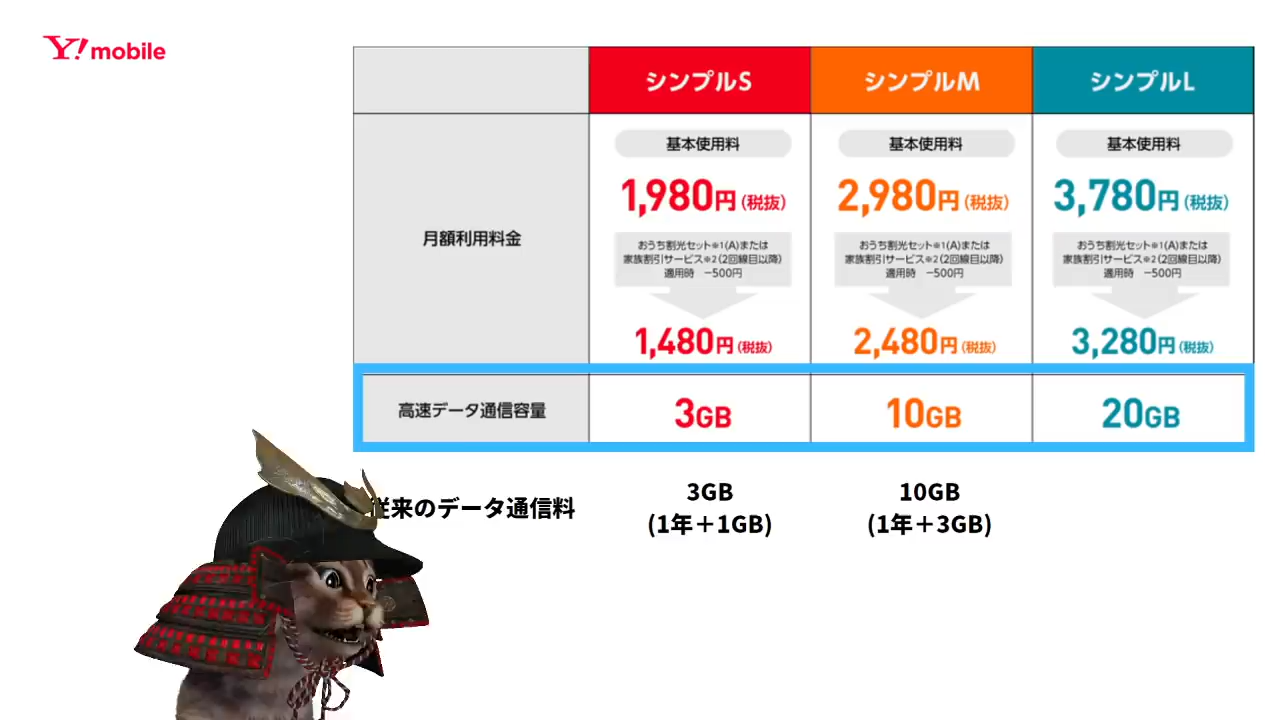 Y! mobile
シンプルS シンプルM シンプルL
月額利用料金
基本使用料 基本使用料 基本使用料
1,980円(税抜) 2,980円(税抜) 3,780円(税抜)
おうち割光セット※1(A)または おうち割光セット※1(A)または おうち割光セット※1(A)または
家族割引サービス※2(2回線目以降) 家族割引サービス※2(2回線目以降) 家族割引サービス※2(2回線目以降)
適用時 −500円 適用時 −500円 適用時 −500円
1,480円(税抜) 2,480円(税抜) 3,280円(税抜)
高速データ通信容量 3GB 10GB 20GB
従来のデータ通信料
3GB 10GB
(1年+1GB) (1年+3GB)